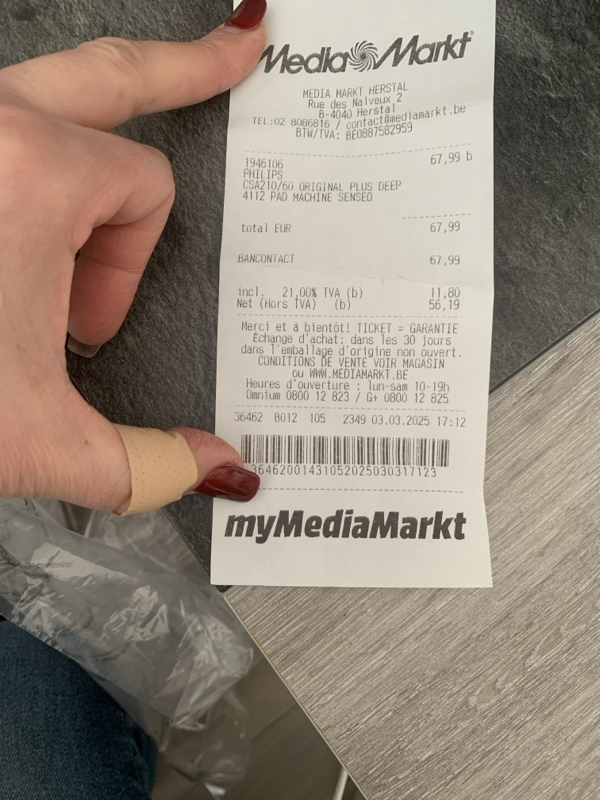 Media Markt
MEDIA MARKT HERSTAL
Rue des Naiveux 2
B-4040 Herstal
TEL:02 8086816 / contact@mediamarkt.be
BTW/TVA: BE0887582959
1946106 67,99 b
PHILIPS
CSA210/60 ORIGINAL PLUS DEEP
4112 PAD MACHINE SENSEO
total EUR 67,99
BANCONTACT 67,99
incl. 21,00% TVA (b) 11,80
Net (Hors TVA) (b) 56,19
Merci et à bientôt! TICKET = GARANTIE
Échange d'achat: dans les 30 jours
dans l'emballage d'origine non ouvert.
CONDITIONS DE VENTE VOIR MAGASIN
ou WWW.MEDIAMARKT.BE
Heures d'ouverture : lun-sam 10-19h
Omnium 0800 12 823 / G+ 0800 12 825
36462 B012 105 2349 03.03.2025 17:12
3646200143105202503031712​3
myMediaMarkt